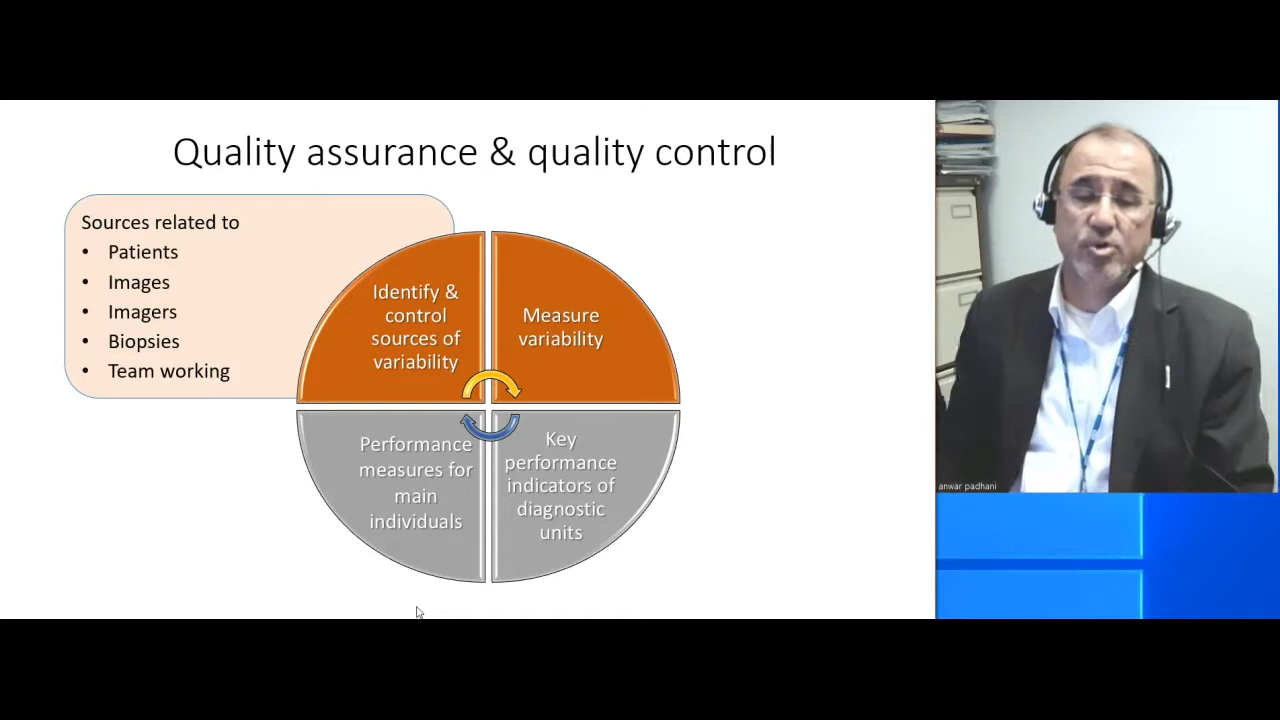 Quality assurance & quality control
Sources related to
• Patients
• Images
• Imagers
• Biopsies
• Team working
Identify &
control
sources of
variability
Measure
variability
Performance
measures for
main
individuals
Key
performance
indicators of
diagnostic
units
anwar padhani